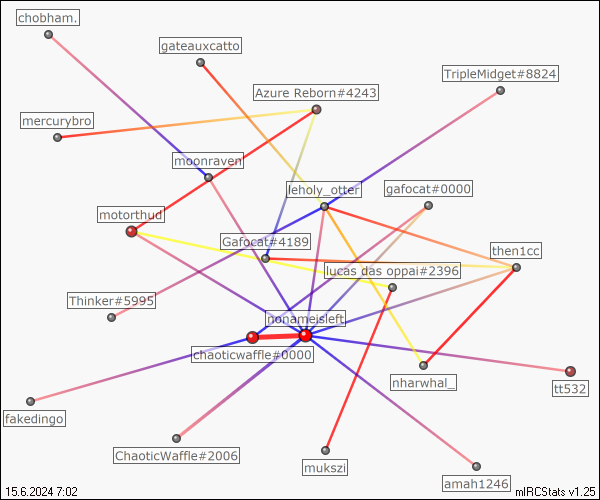 chobham.
gateauxcatto
TripleMidget#8824
Azure Reborn#4243
mercurybro
moonraven
leholy_otter
gafocat#0000
motorthud
Gafocat#4189
then1cc
lucas das oppai#2396
Thinker#5995
nonameisleft
chaoticwaffle#0000
nharwhal_
tt532
fakedingo
ChaoticWaffle#2006
mukszi
amah1246
15.6.2024 7:02
mIRCStats v1.25